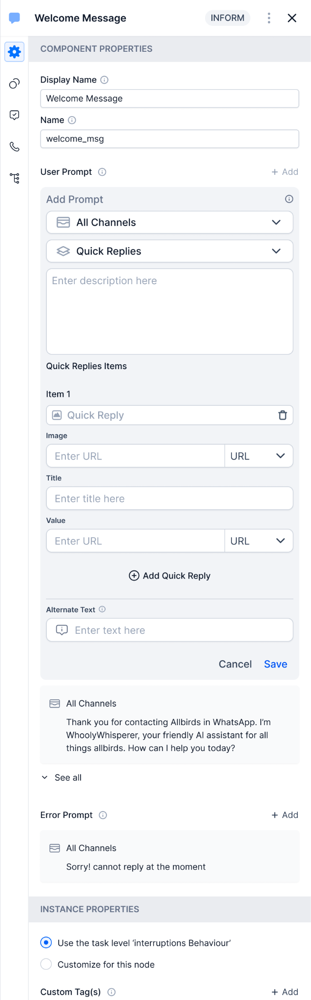 Welcome Message
INFORM
COMPONENT PROPERTIES
Display Name
Welcome Message
Name
welcome_msg
User Prompt
+ Add
Add Prompt
All Channels
Quick Replies
Enter description here
Quick Replies Items
Item 1
Quick Reply
Image
Enter URL
URL
Title
Enter title here
Value
Enter URL
URL
Add Quick Reply
Alternate Text
Enter text here
Cancel
Save
All Channels
Thank you for contacting Allbirds in WhatsApp. I’m
WhoolyWhisperer, your friendly AI assistant for all
things allbirds. How can I help you today?
See all
Error Prompt
+ Add
All Channels
Sorry! cannot reply at the moment
INSTANCE PROPERTIES
Use the task level ‘interruptions Behaviour’
Customize for this node
Custom Tag(s)
+ Add